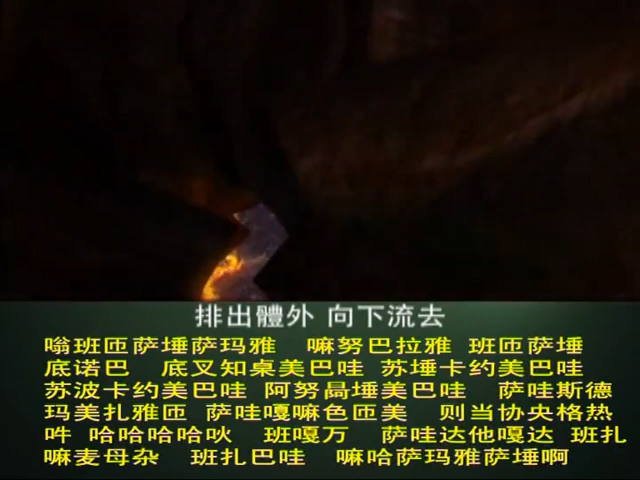 排出體外 向下流去
嗡班匝萨埵萨玛雅 嘛努巴拉雅 班匝萨埵
底诺巴 底叉知桌美巴哇 苏埵卡约美巴哇
苏波卡约美巴哇 阿努晶埵美巴哇 萨哇斯德
玛美扎雅匝 萨哇嘎嘛色匝美 则当协央格热
吽 哈哈哈哈吙 班嘎万 萨哇达他嘎达 班扎
嘛麦母杂 班扎巴哇 嘛哈萨玛雅萨埵啊